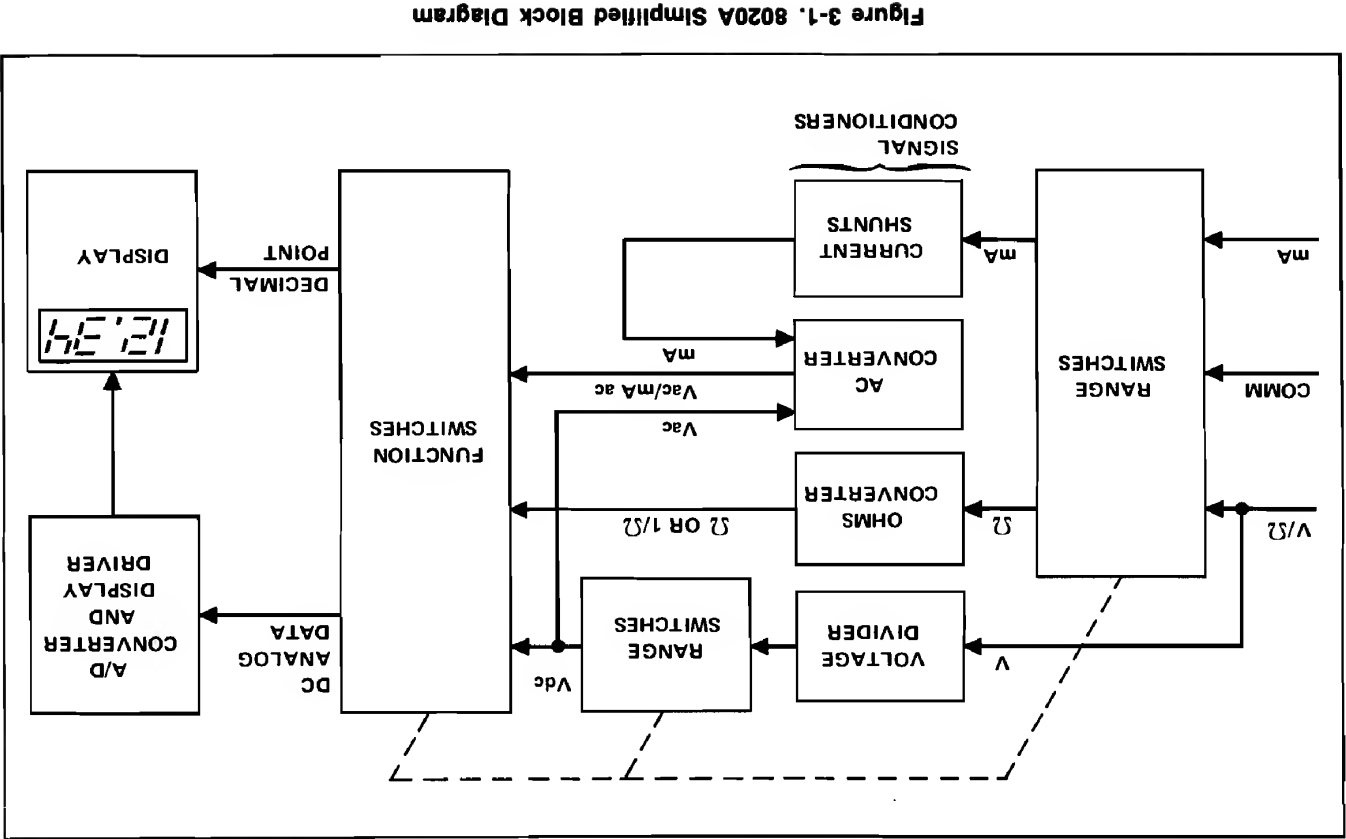 V
VOLTAGE
DIVIDER
RANGE
SWITCHES
Vdc
DC
ANALOG
DATA
A/D
CONVERTER
AND
DISPLAY
DRIVER
V/Ω
Ω
OHMS
CONVERTER
Ω OR 1/Ω
FUNCTION
SWITCHES
COMM
RANGE
SWITCHES
Vac
AC
CONVERTER
Vac/mA ac
mA
12.34
DISPLAY
DECIMAL
POINT
mA
mA
CURRENT
SHUNTS
SIGNAL
CONDITIONERS
Figure 3-1. 8020A Simplified Block Diagram